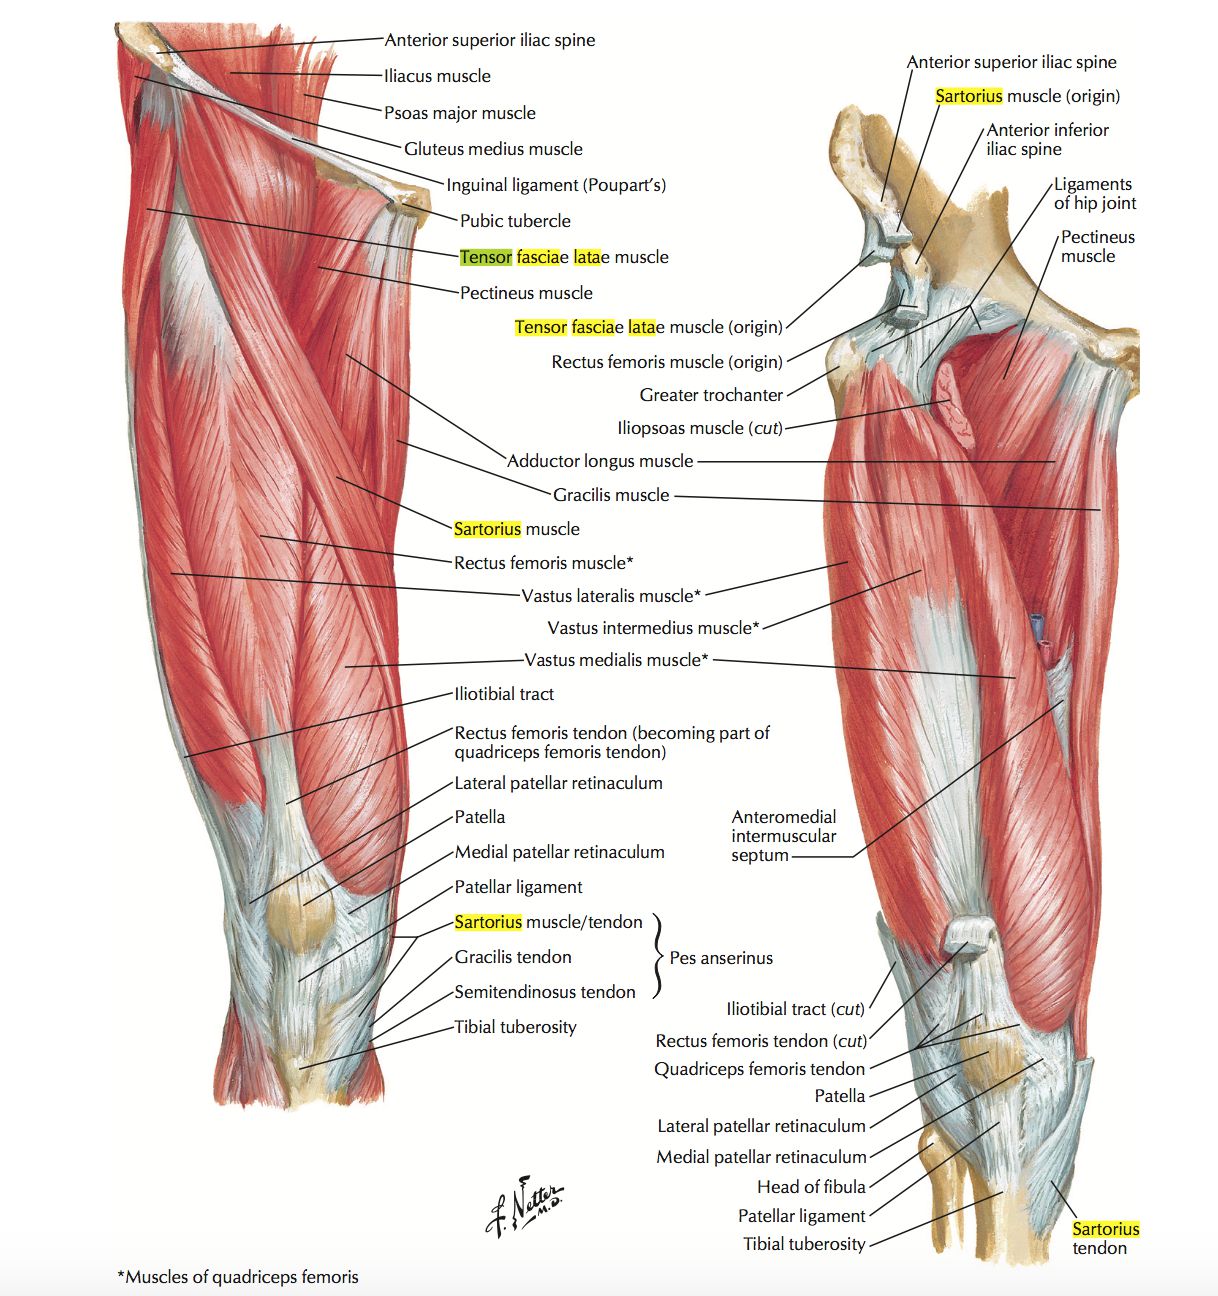 Anterior superior iliac spine
Iliacus muscle
Psoas major muscle
Gluteus medius muscle
Inguinal ligament (Poupart's)
Pubic tubercle
Tensor fasciae latae muscle
Pectineus muscle
Anterior superior iliac spine
Sartorius muscle (origin)
Anterior inferior
iliac spine
Ligaments
of hip joint
Pectineus
muscle
Tensor fasciae latae muscle (origin)
Rectus femoris muscle (origin)
Greater trochanter
Iliopsoas muscle (cut)
Adductor longus muscle
Gracilis muscle
Sartorius muscle
Rectus femoris muscle*
Vastus lateralis muscle*
Vastus intermedius muscle*
Vastus medialis muscle*
Iliotibial tract
Rectus femoris tendon (becoming part of
quadriceps femoris tendon)
Lateral patellar retinaculum
Patella
Medial patellar retinaculum
Patellar ligament
Sartorius muscle/tendon
Gracilis tendon
Semitendinosus tendon
Pes anserinus
Tibial tuberosity
Anteromedial
intermuscular
septum
Iliotibial tract (cut)
Rectus femoris tendon (cut)
Quadriceps femoris tendon
Patella
Lateral patellar retinaculum
Medial patellar retinaculum
Head of fibula
Patellar ligament
Tibial tuberosity
Sartorius
tendon
F. Netter
M.D.
*Muscles of quadriceps femoris